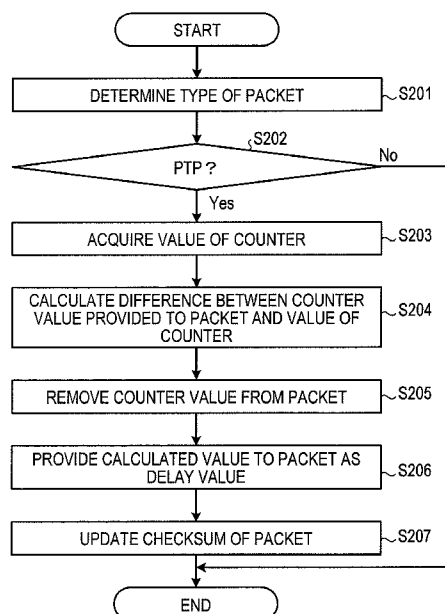 START
DETERMINE TYPE OF PACKET
S201
S202
PTP ?
No
Yes
ACQUIRE VALUE OF COUNTER
S203
CALCULATE DIFFERENCE BETWEEN COUNTER
VALUE PROVIDED TO PACKET AND VALUE OF
COUNTER
S204
REMOVE COUNTER VALUE FROM PACKET
S205
PROVIDE CALCULATED VALUE TO PACKET AS
DELAY VALUE
S206
UPDATE CHECKSUM OF PACKET
S207
END